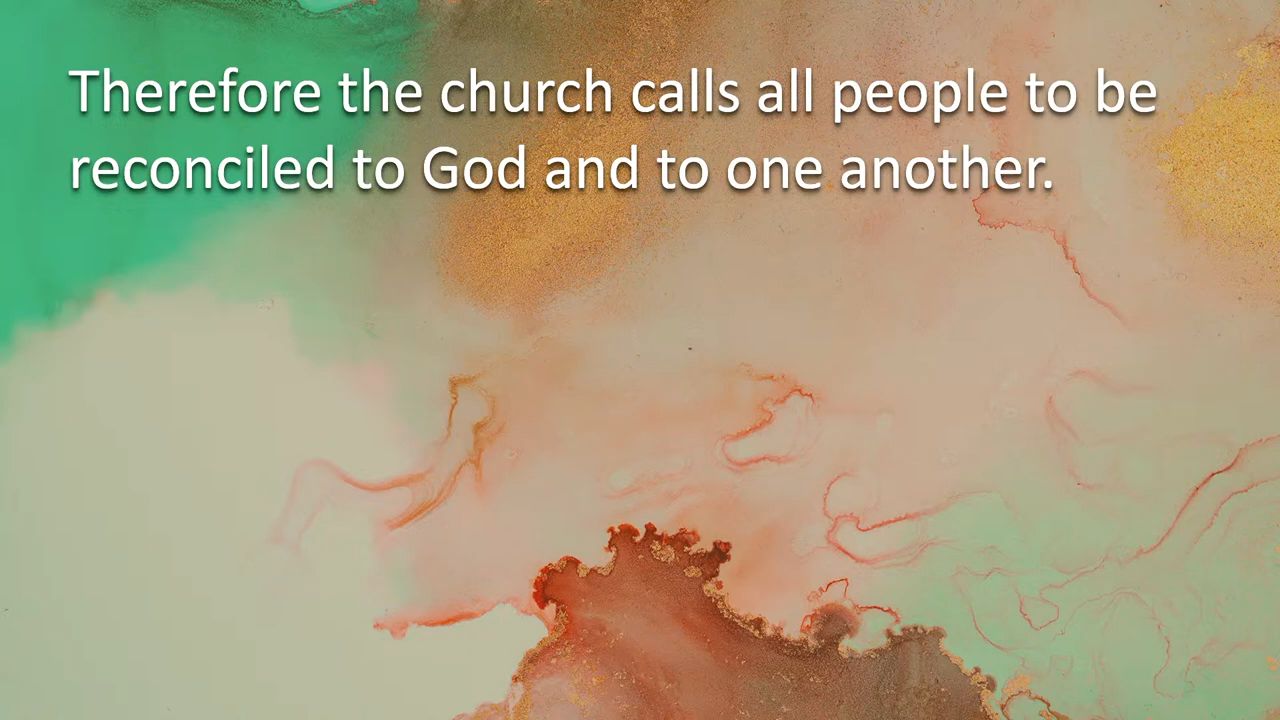 Therefore the church calls all people to be
reconciled to God and to one another.